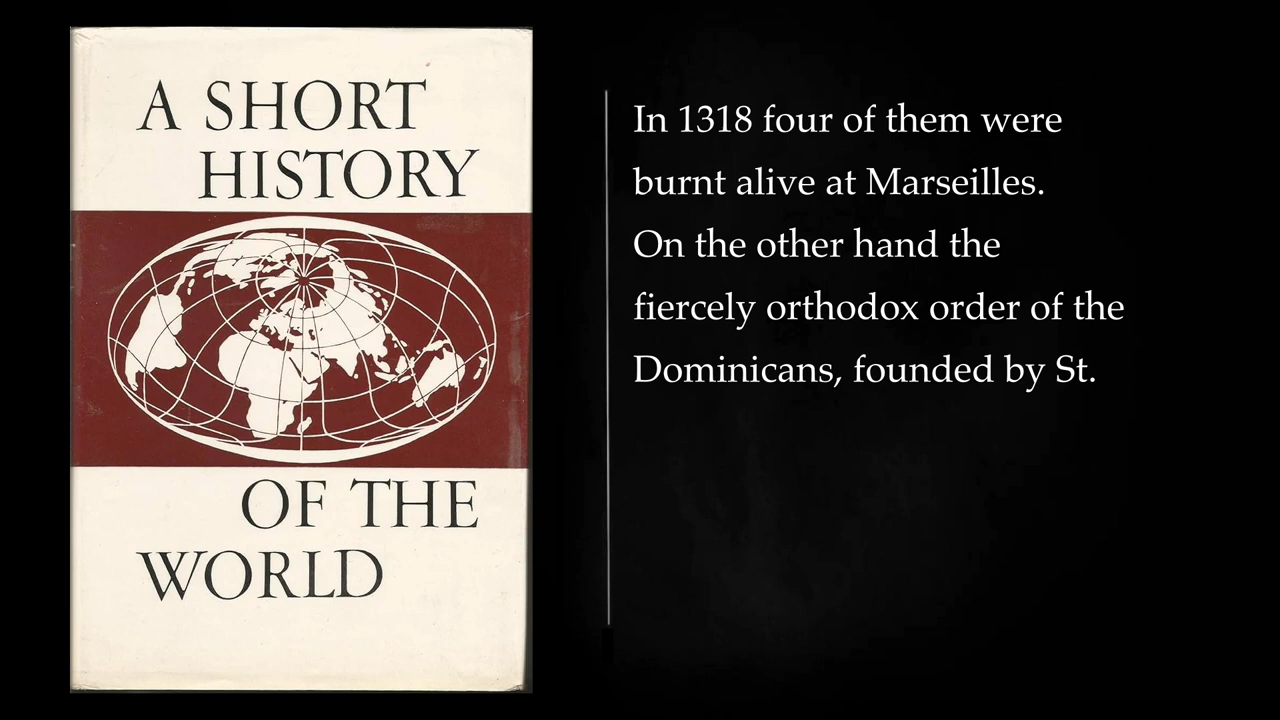 A SHORT
HISTORY
OF THE
WORLD
In 1318 four of them were
burnt alive at Marseilles.
On the other hand the
fiercely orthodox order of the
Dominicans, founded by St.